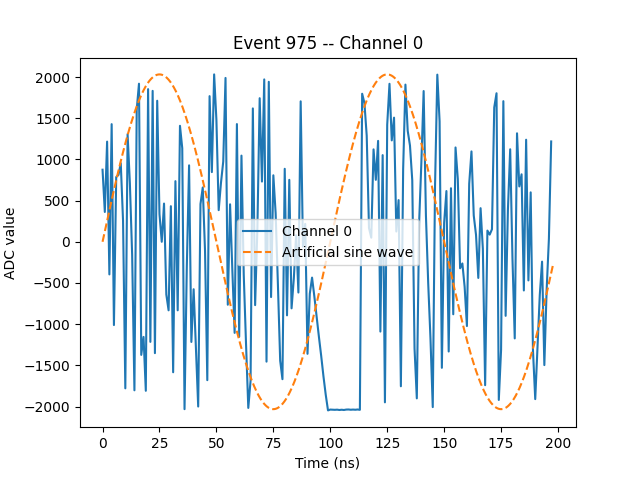 Event 975 -- Channel 0
ADC value
2000
1500
1000
500
0
−500
−1000
−1500
−2000
Channel 0
Artificial sine wave
0 25 50 75 100 125 150 175 200
Time (ns)